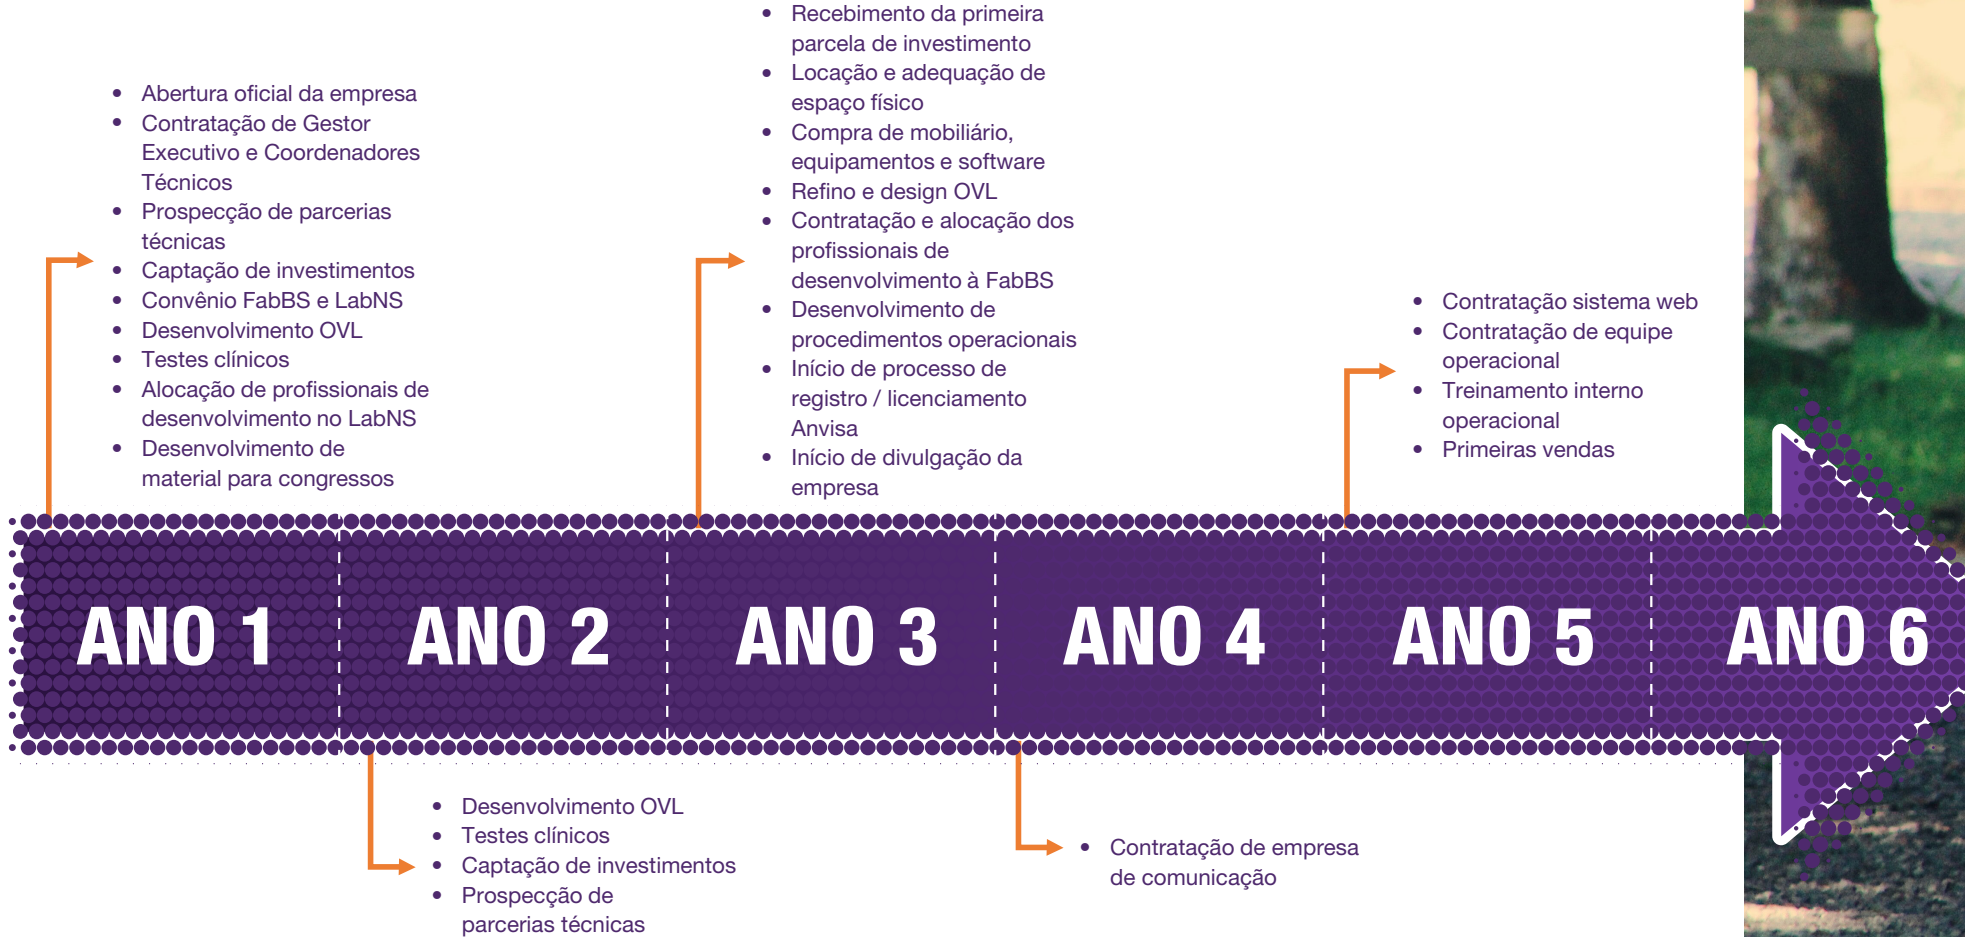 • Abertura oficial da empresa
• Contratação de Gestor
Executivo e Coordenadores
Técnicos
• Prospecção de parcerias
técnicas
• Captação de investimentos
• Convênio FabBS e LabNS
• Desenvolvimento OVL
• Testes clínicos
• Alocação de profissionais de
desenvolvimento no LabNS
• Desenvolvimento de
material para congressos
• Recebimento da primeira
parcela de investimento
• Locação e adequação de
espaço físico
• Compra de mobiliário,
equipamentos e software
• Refino e design OVL
• Contratação e alocação dos
profissionais de
desenvolvimento à FabBS
• Desenvolvimento de
procedimentos operacionais
• Início de processo de
registro / licenciamento
Anvisa
• Início de divulgação da
empresa
• Contratação sistema web
• Contratação de equipe
operacional
• Treinamento interno
operacional
• Primeiras vendas
ANO 1
ANO 2
ANO 3
ANO 4
ANO 5
ANO 6
• Desenvolvimento OVL
• Testes clínicos
• Captação de investimentos
• Prospecção de
parcerias técnicas
• Contratação de empresa
de comunicação